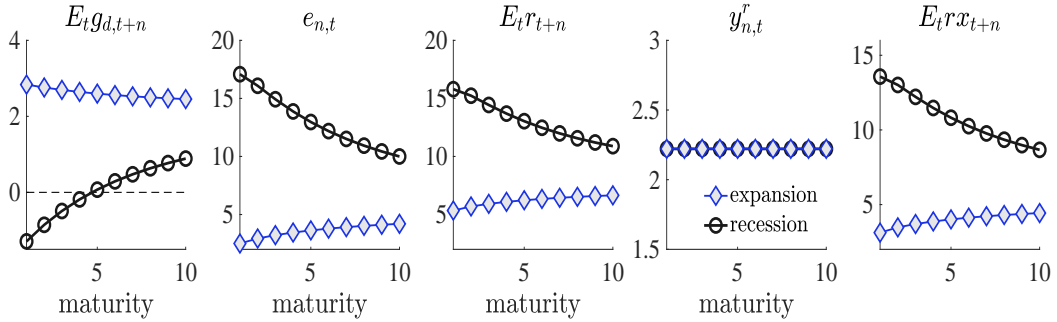 E_t g_{d,t+n}
4
2
0
5
10
maturity
e_{n,t}
20
15
10
5
5
10
maturity
E_t r_{t+n}
20
15
10
5
5
10
maturity
y^r_{n,t}
3
2.5
2
1.5
expansion
recession
5
10
maturity
E_t rx_{t+n}
15
10
5
5
10
maturity